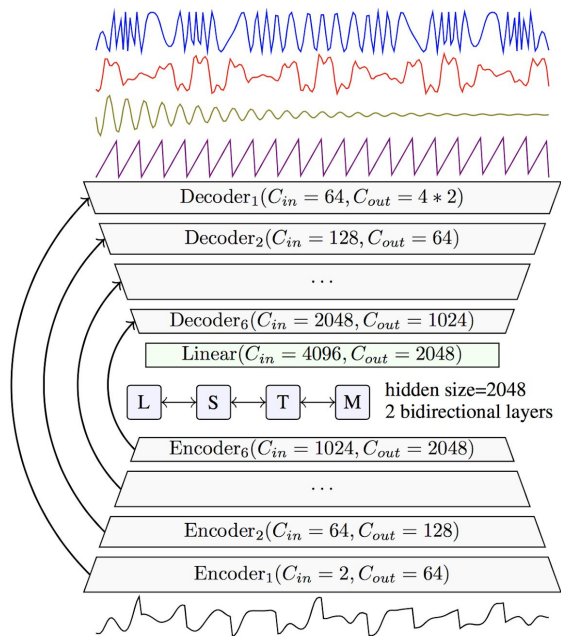 Decoder₁(C_in = 64, C_out = 4 * 2)
Decoder₂(C_in = 128, C_out = 64)
...
Decoder₆(C_in = 2048, C_out = 1024)
Linear(C_in = 4096, C_out = 2048)
L S T M
hidden size=2048
2 bidirectional layers
Encoder₆(C_in = 1024, C_out = 2048)
...
Encoder₂(C_in = 64, C_out = 128)
Encoder₁(C_in = 2, C_out = 64)